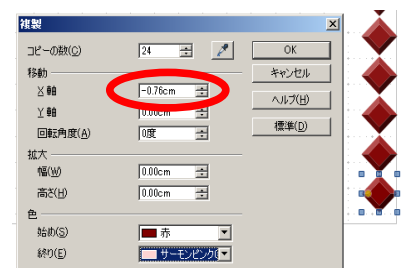 複製
コピーの数(C) 24 OK
移動 キャンセル
X 軸 -0.76cm ヘルプ(H)
Y 軸 0.00cm 標準(D)
回転角度(A) 0度
拡大
幅(W) 0.00cm
高さ(H) 0.00cm
色
始め(S) 赤
終り(E) サーモンピンク(